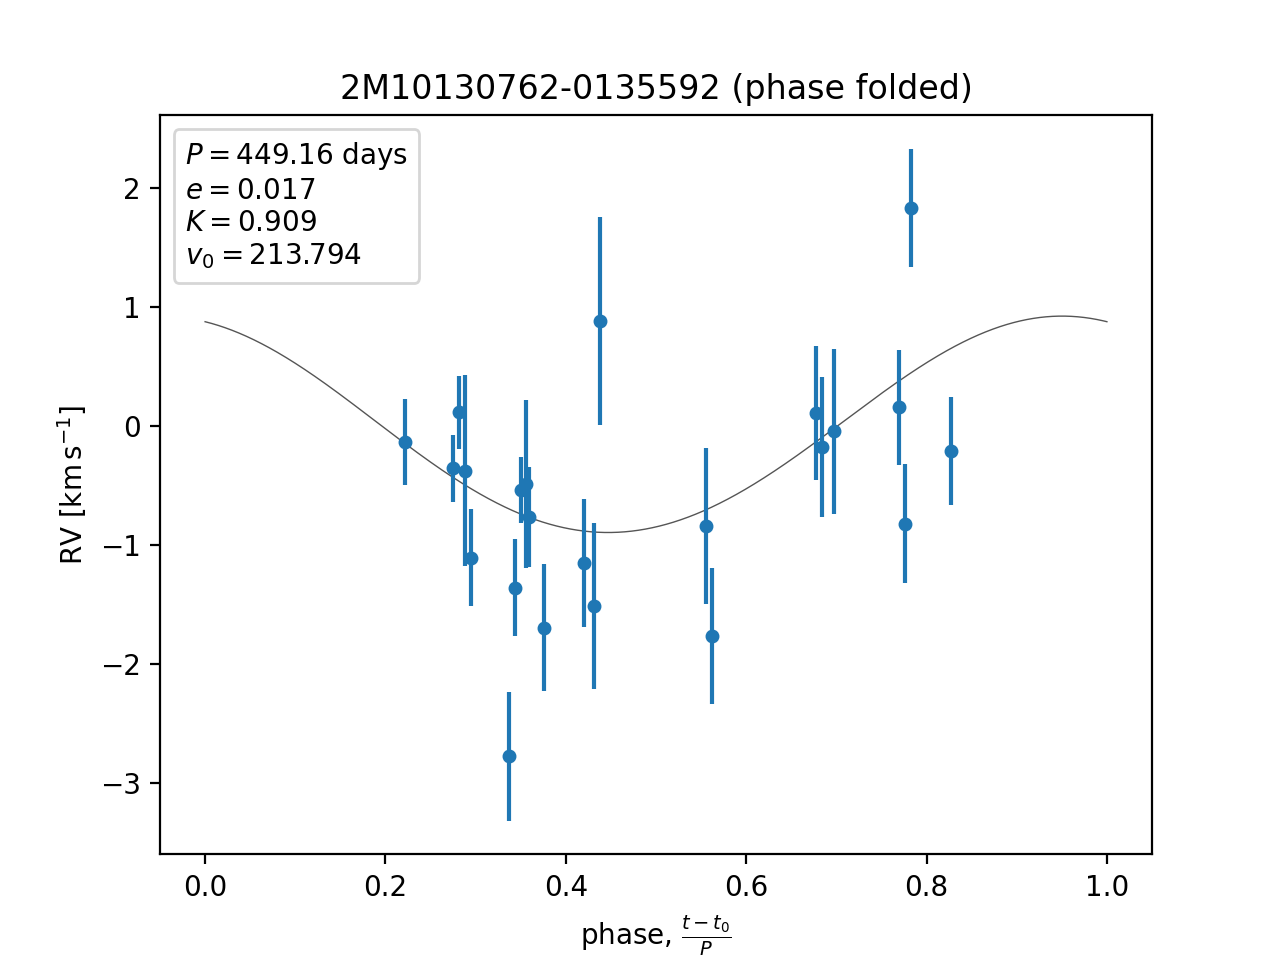 2M10130762-0135592 (phase folded)
P = 449.16 days
e = 0.017
K = 0.909
v₀ = 213.794
2
1
0
−1
−2
−3
RV [km s⁻¹]
0.0 0.2 0.4 0.6 0.8 1.0
phase, (t − t₀)/P